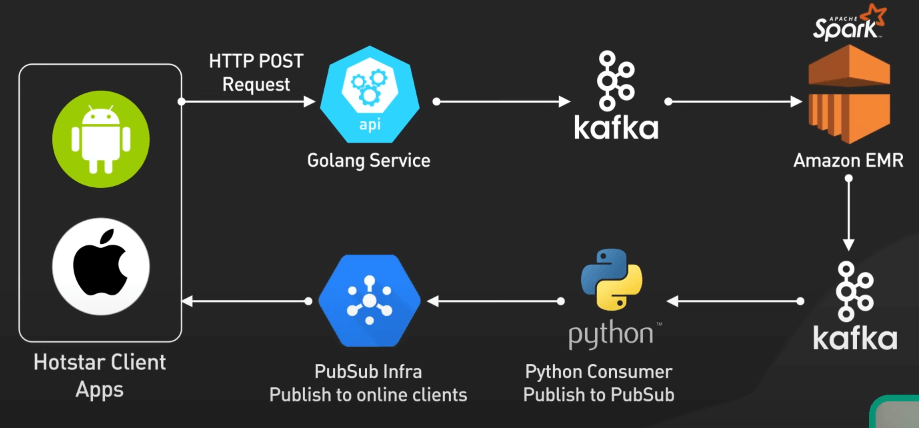 APACHE
Spark™
HTTP POST
Request
api
Golang Service
kafka
Amazon EMR
Hotstar Client
Apps
PubSub Infra
Publish to online clients
python™
Python Consumer
Publish to PubSub
kafka